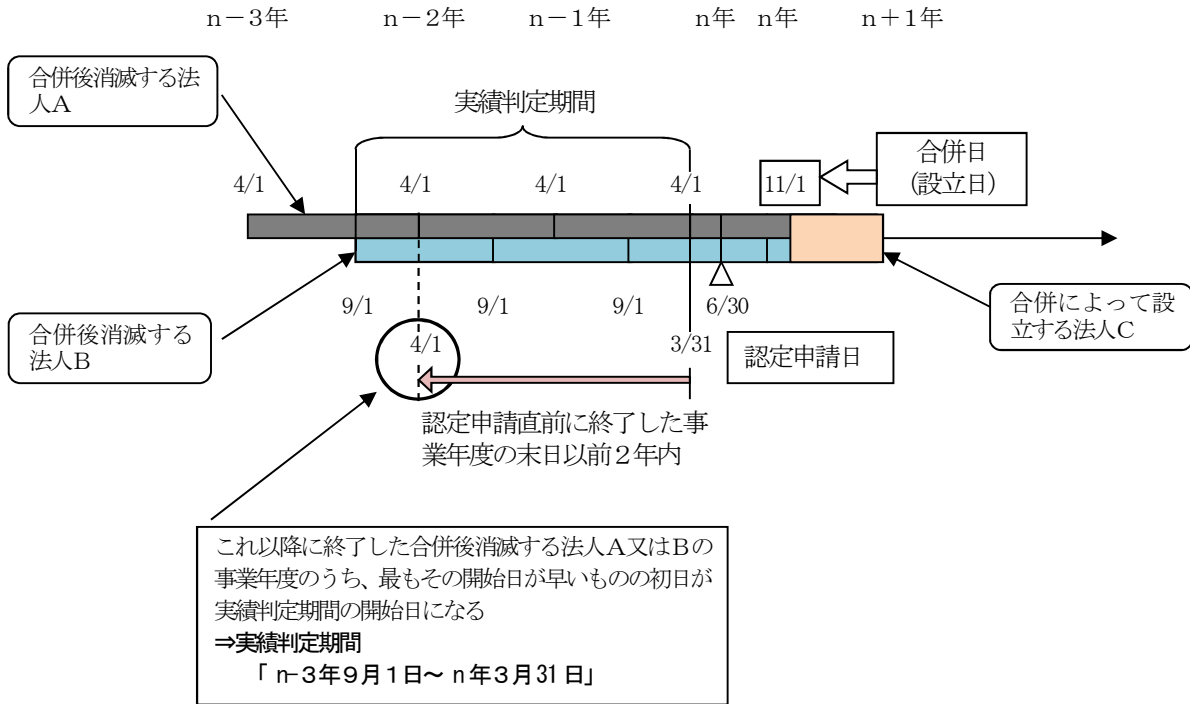 n－3年 n－2年 n－1年 n年 n年 n＋1年
合併後消滅する法
人A
実績判定期間
合併日
(設立日)
4/1 4/1 4/1 4/1 11/1
9/1 9/1 9/1 6/30
合併後消滅する
法人B
4/1 3/31
認定申請日
合併によって設
立する法人C
認定申請直前に終了した事
業年度の末日以前２年内
これ以降に終了した合併後消滅する法人A又はBの
事業年度のうち、最もその開始日が早いものの初日が
実績判定期間の開始日になる
⇒実績判定期間
「 n-３年９月１日～ n 年３月31 日」